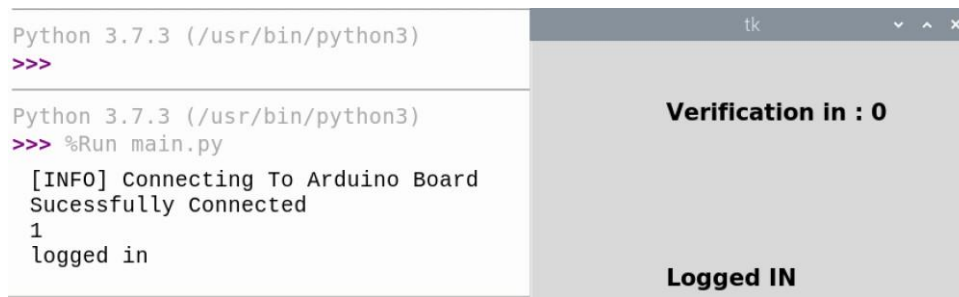 Python 3.7.3 (/usr/bin/python3)
>>>
Python 3.7.3 (/usr/bin/python3)
>>> %Run main.py
[INFO] Connecting To Arduino Board
Sucessfully Connected
1
logged in
tk
Verification in : 0
Logged IN